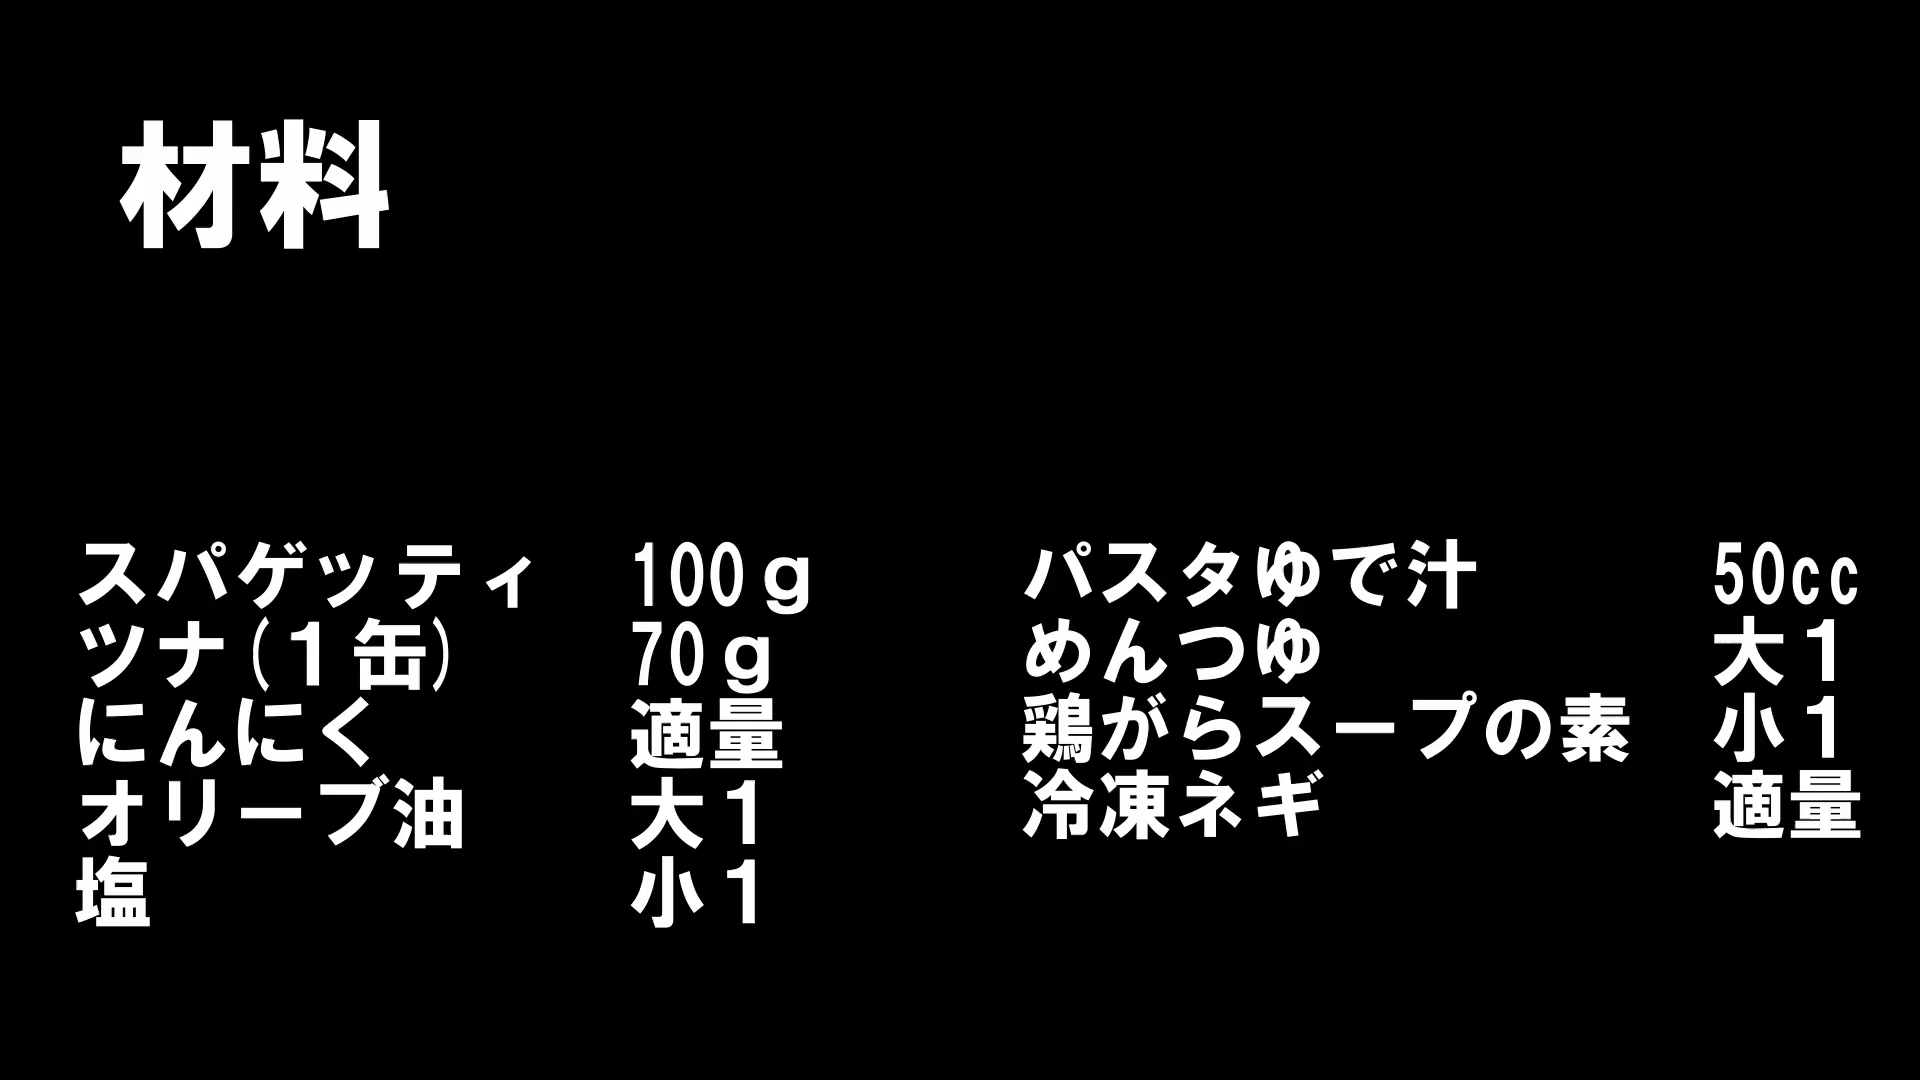 材料
スパゲッティ 100ｇ
ツナ(１缶) 70ｇ
にんにく 適量
オリーブ油 大１
塩 小１
パスタゆで汁 50cc
めんつゆ 大１
鶏がらスープの素 小１
冷凍ネギ 適量